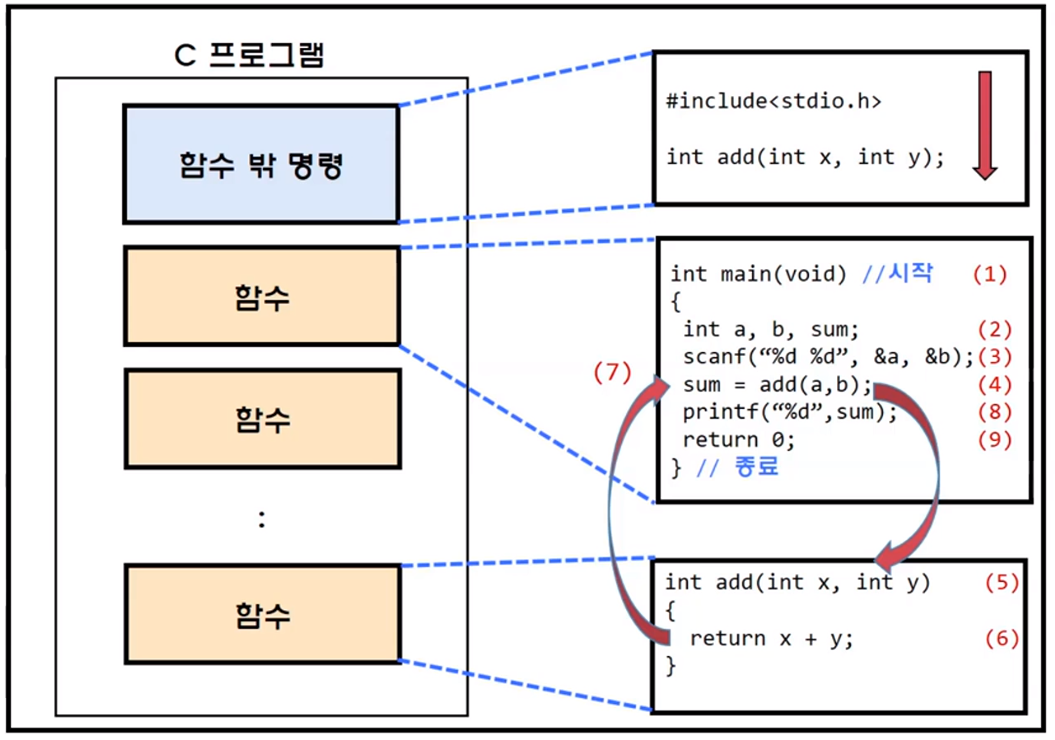 C 프로그램
함수 밖 명령
함수
함수
:
함수
#include<stdio.h>
int add(int x, int y);
int main(void) //시작 (1)
{
int a, b, sum; (2)
scanf(“%d %d”, &a, &b); (3)
(7)
sum = add(a,b); (4)
printf(“%d”,sum); (8)
return 0; (9)
} // 종료
int add(int x, int y) (5)
{
return x + y; (6)
}